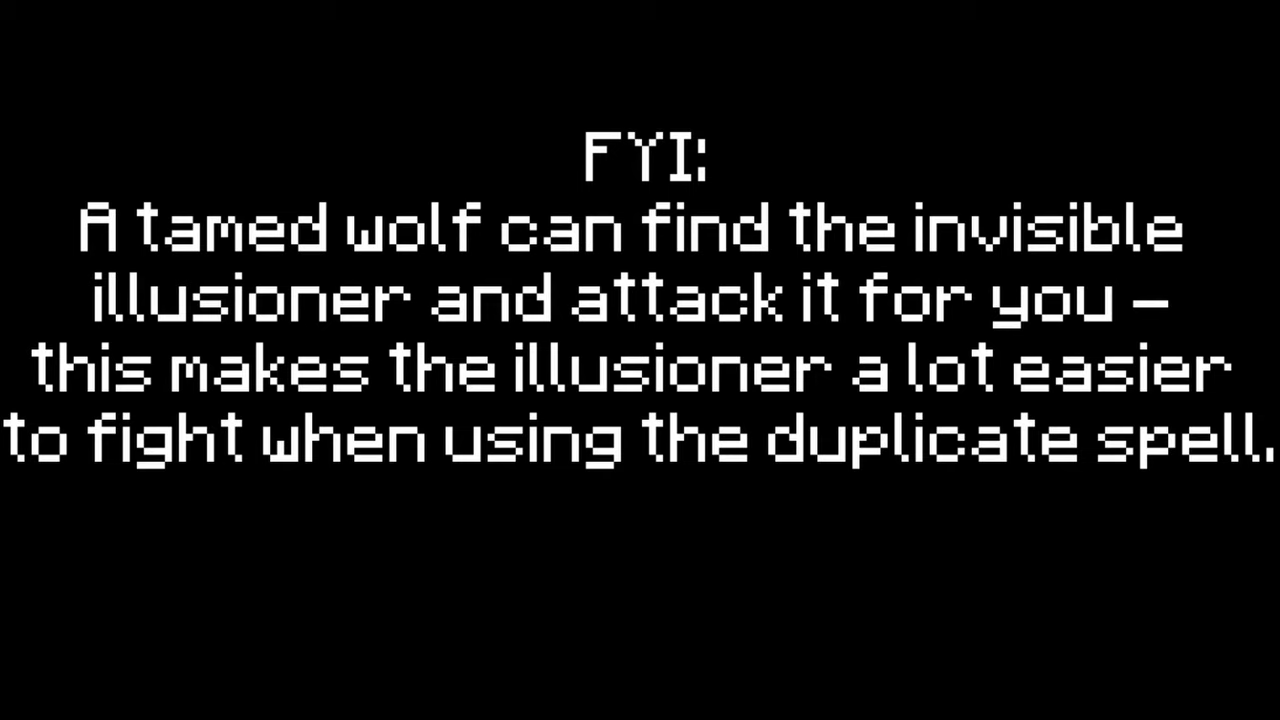 FYI:
A tamed wolf can find the invisible
illusioner and attack it for you –
this makes the illusioner a lot easier
to fight when using the duplicate spell.